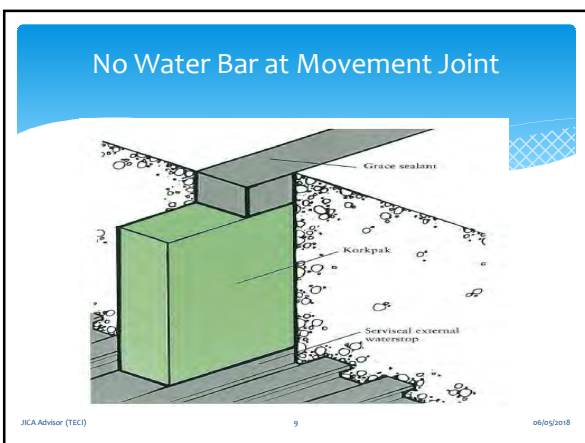 No Water Bar at Movement Joint
Grace sealant
Korkpak
Serviseal external
waterstop
JICA Advisor (TECI)
9
06/05/2018